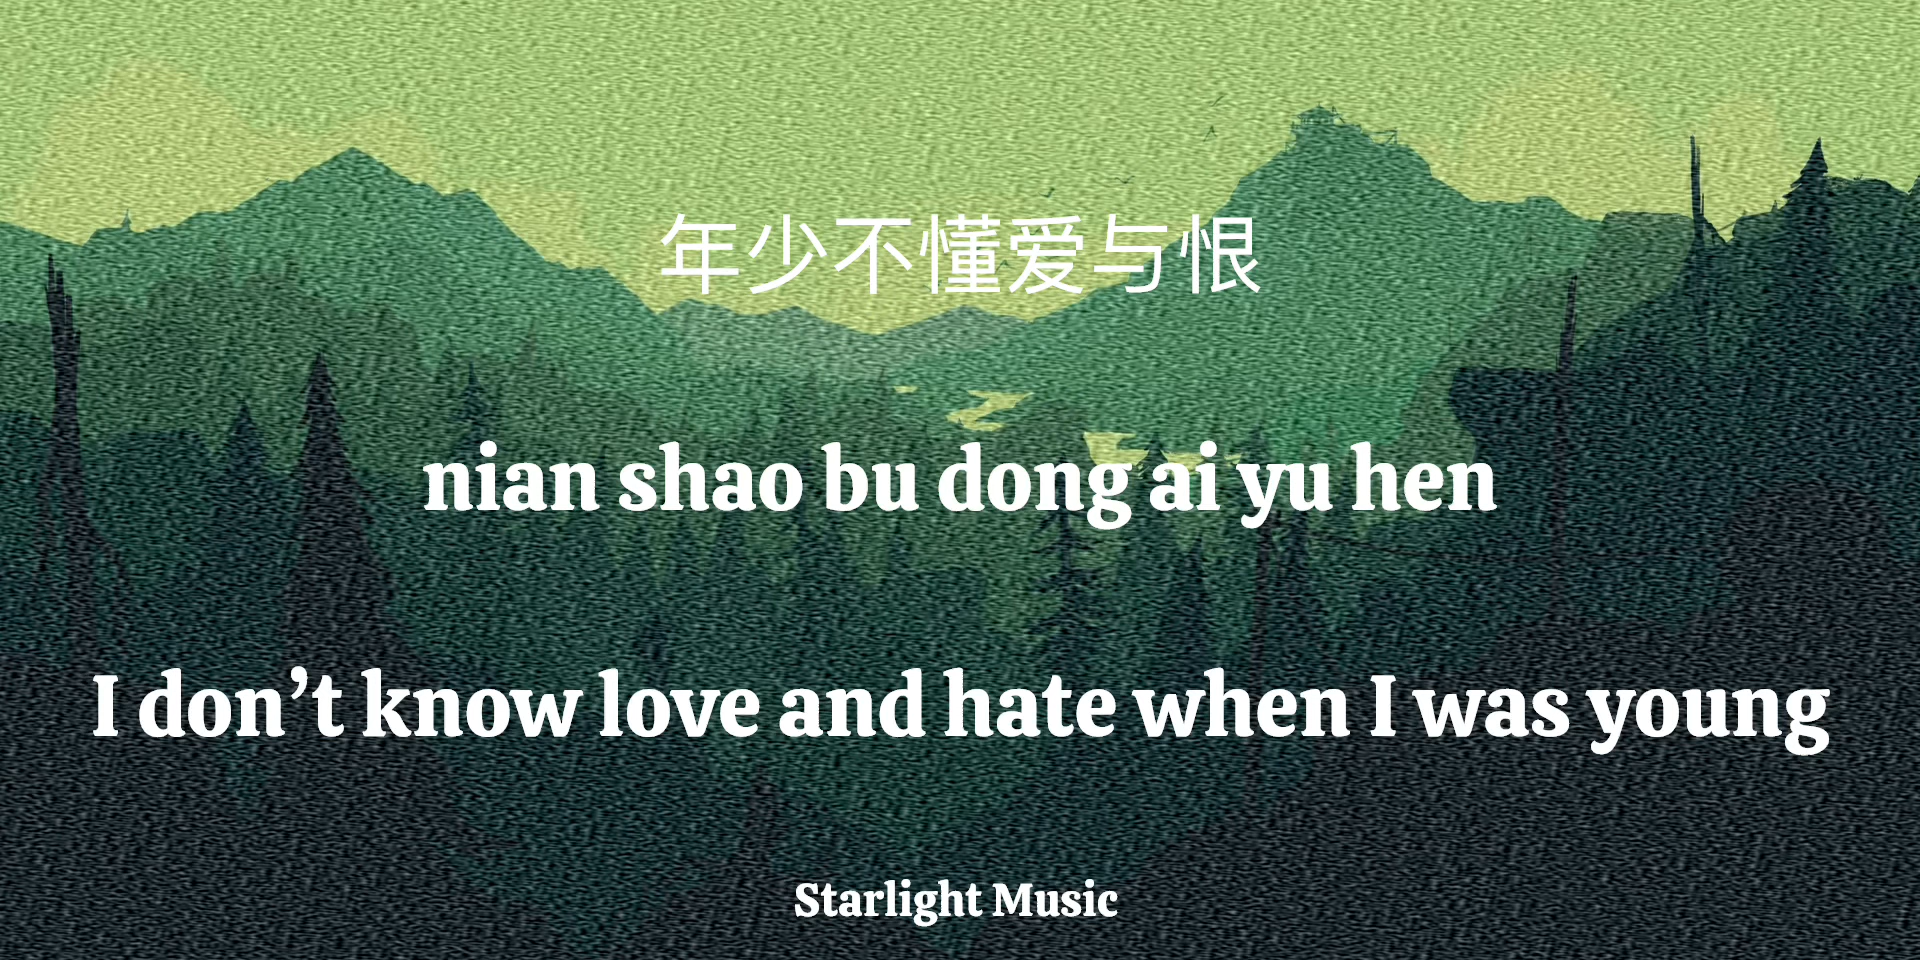 年少不懂爱与恨
nian shao bu dong ai yu hen
I don’t know love and hate when I was young
Starlight Music